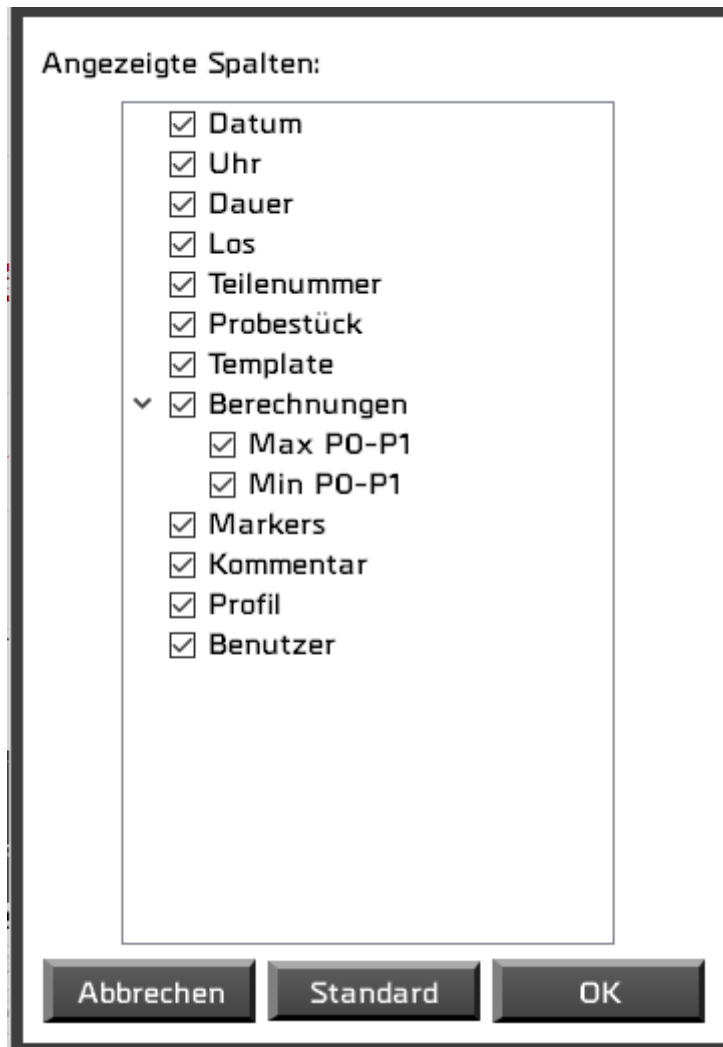 Angezeigte Spalten:
Datum
Uhr
Dauer
Los
Teilenummer
Probestück
Template
Berechnungen
Max P0-P1
Min P0-P1
Markers
Kommentar
Profil
Benutzer
Abbrechen
Standard
OK